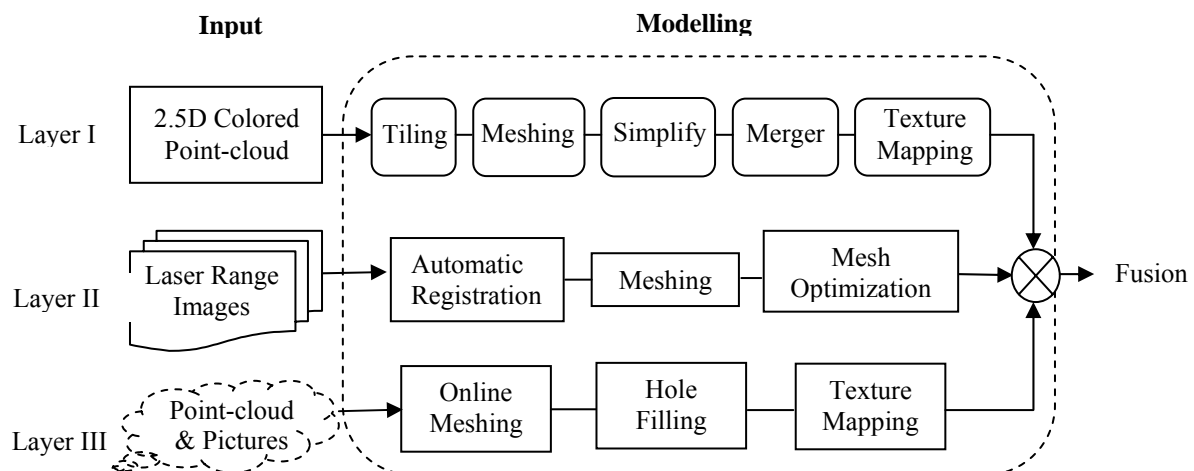 Input
Modelling
Layer I
2.5D Colored
Point-cloud
Tiling
Meshing
Simplify
Merger
Texture
Mapping
Layer II
Laser Range
Images
Automatic
Registration
Meshing
Mesh
Optimization
Fusion
Layer III
Point-cloud
& Pictures
Online
Meshing
Hole
Filling
Texture
Mapping